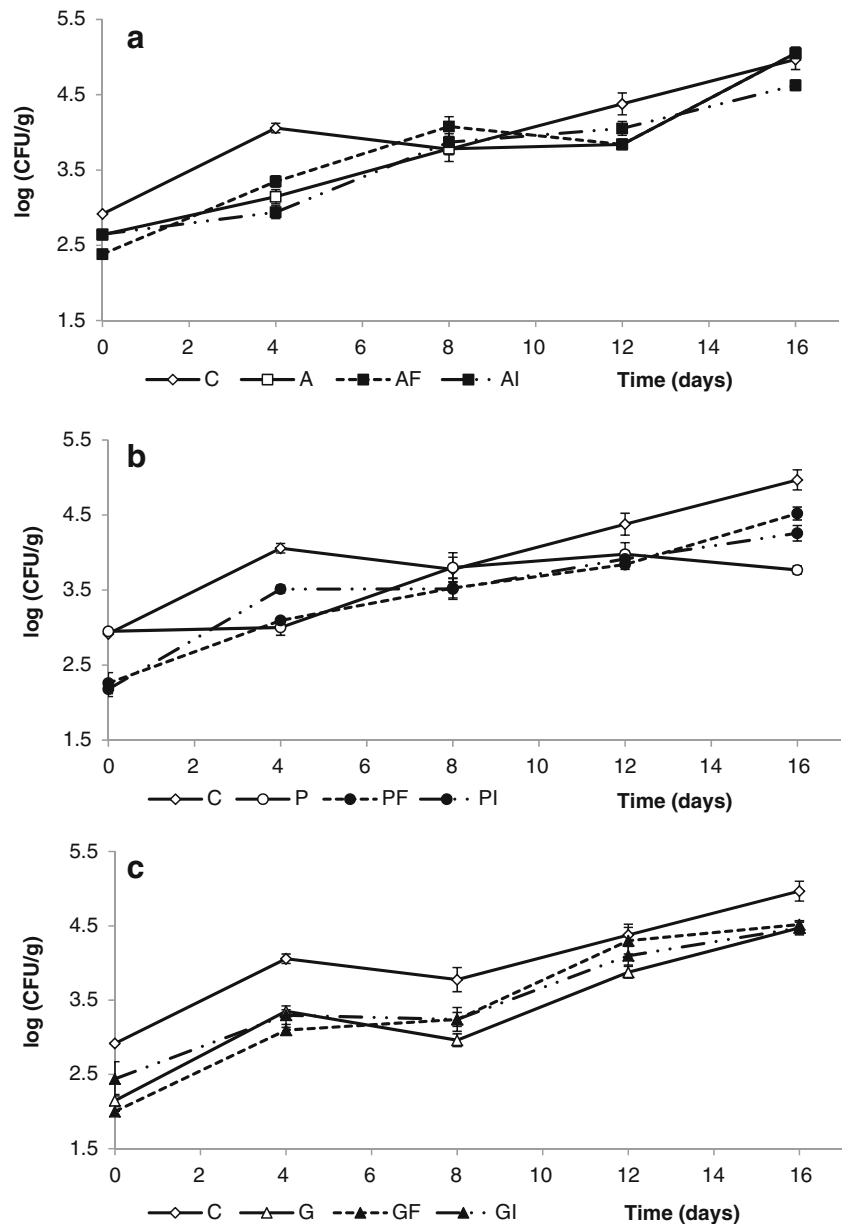 a
5.5
4.5
3.5
2.5
1.5
log (CFU/g)
0 2 4 6 8 10 12 14 16
C A AF AI Time (days)
b
5.5
4.5
3.5
2.5
1.5
log (CFU/g)
0 2 4 6 8 10 12 14 16
C P PF PI Time (days)
c
5.5
4.5
3.5
2.5
1.5
log (CFU/g)
0 2 4 6 8 10 12 14 16
C G GF GI Time (days)